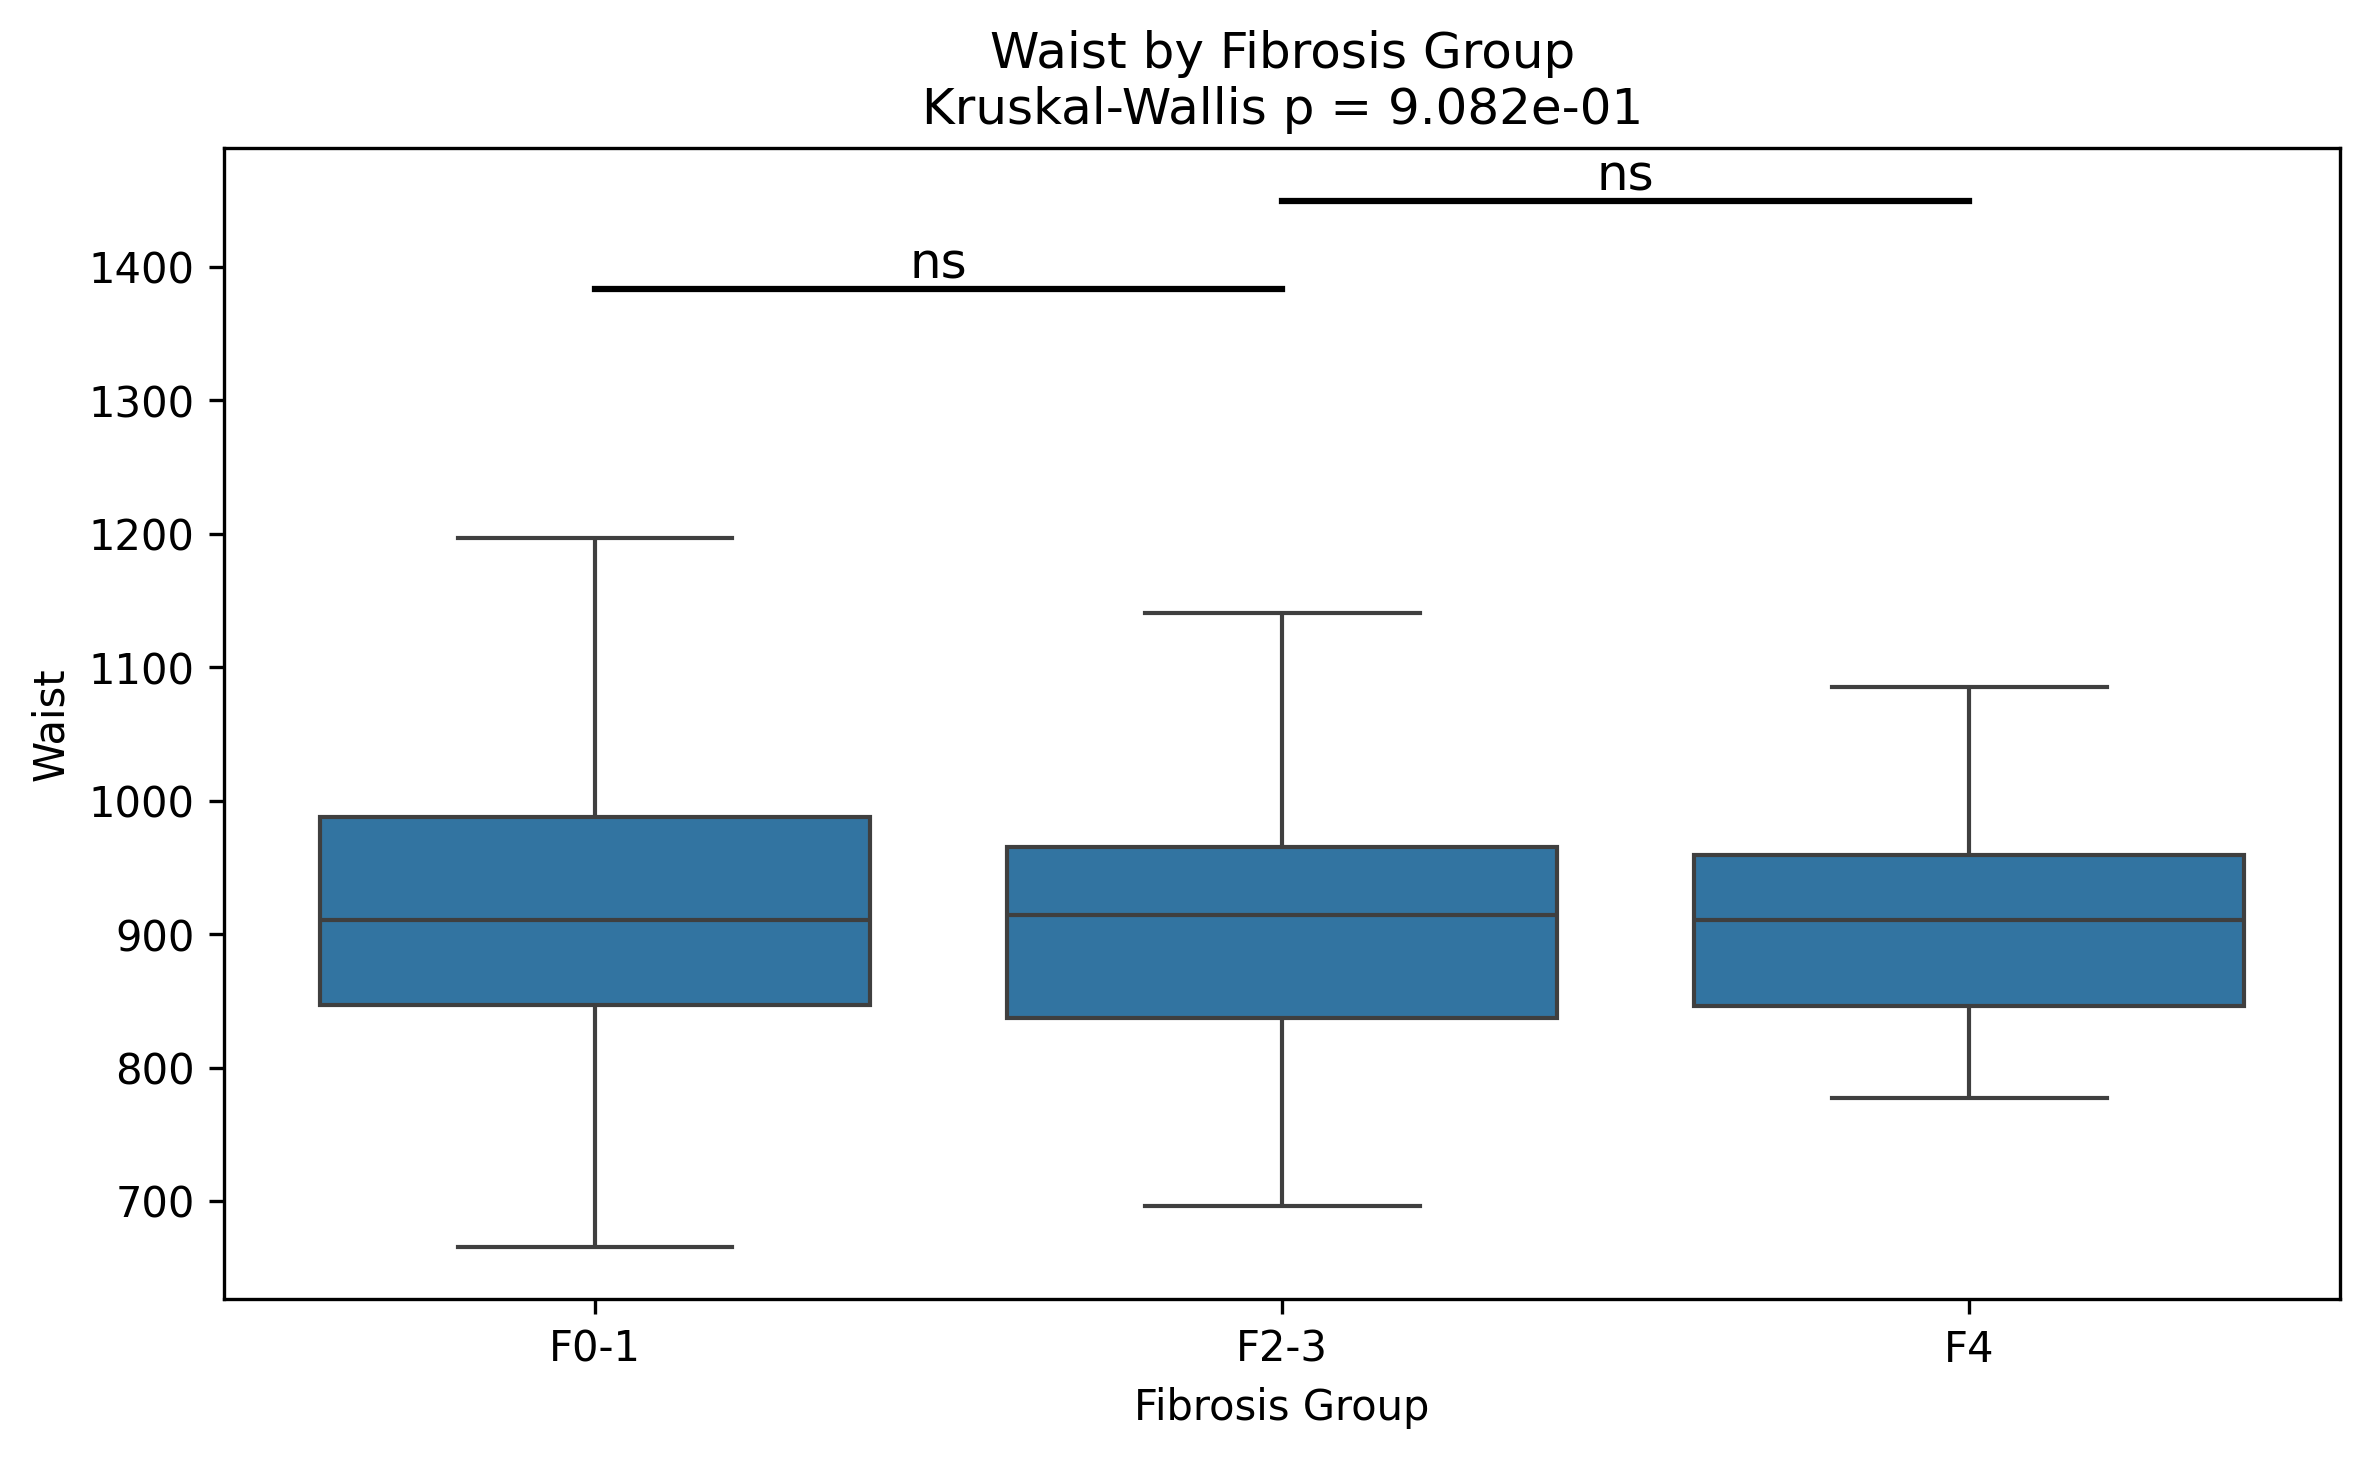 Waist by Fibrosis Group
Kruskal-Wallis p = 9.082e-01
ns
ns
1400
1300
1200
1100
1000
900
800
700
Waist
F0-1
F2-3
F4
Fibrosis Group